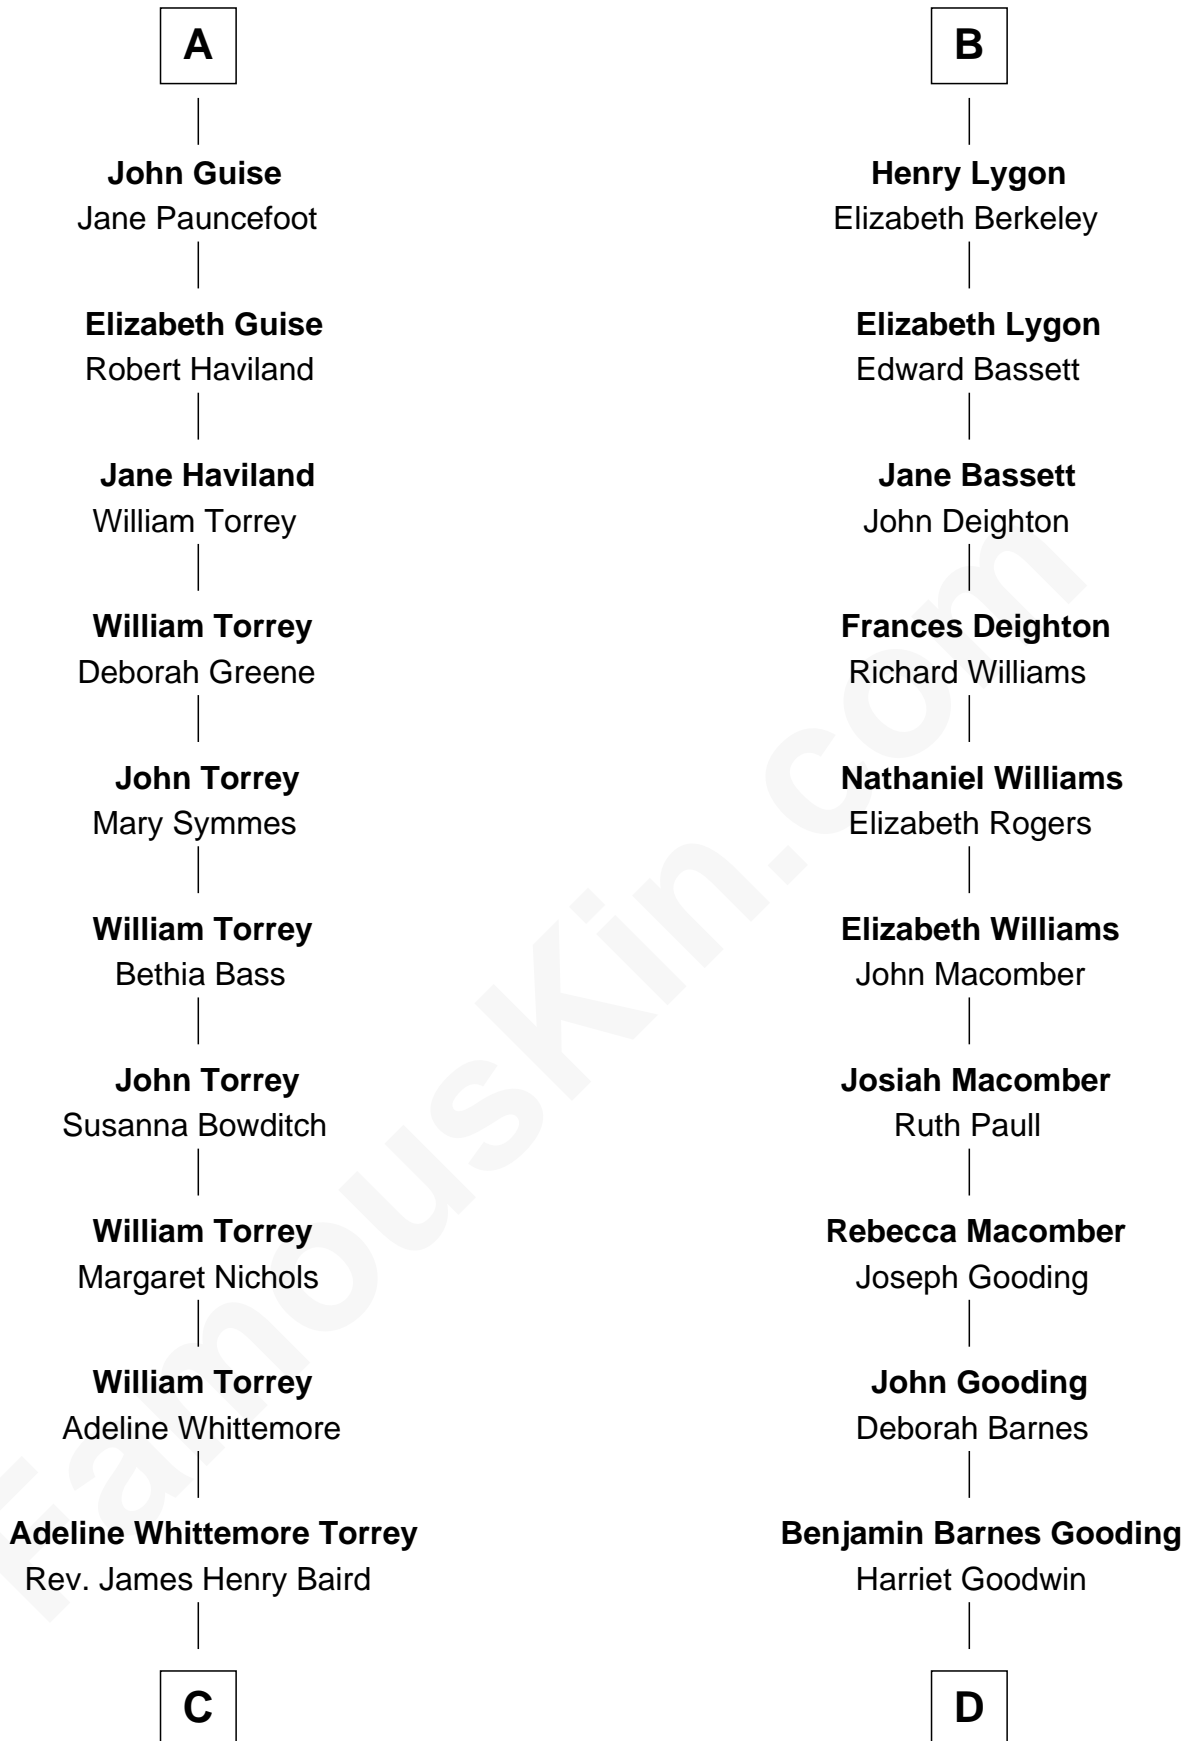 A
John Guise
Jane Pauncefoot
Elizabeth Guise
Robert Haviland
Jane Haviland
William Torrey
William Torrey
Deborah Greene
John Torrey
Mary Symmes
William Torrey
Bethia Bass
John Torrey
Susanna Bowditch
William Torrey
Margaret Nichols
William Torrey
Adeline Whittemore
Adeline Whittemore Torrey
Rev. James Henry Baird
C
B
Henry Lygon
Elizabeth Berkeley
Elizabeth Lygon
Edward Bassett
Jane Bassett
John Deighton
Frances Deighton
Richard Williams
Nathaniel Williams
Elizabeth Rogers
Elizabeth Williams
John Macomber
Josiah Macomber
Ruth Paull
Rebecca Macomber
Joseph Gooding
John Gooding
Deborah Barnes
Benjamin Barnes Gooding
Harriet Goodwin
D
FamousKin.com